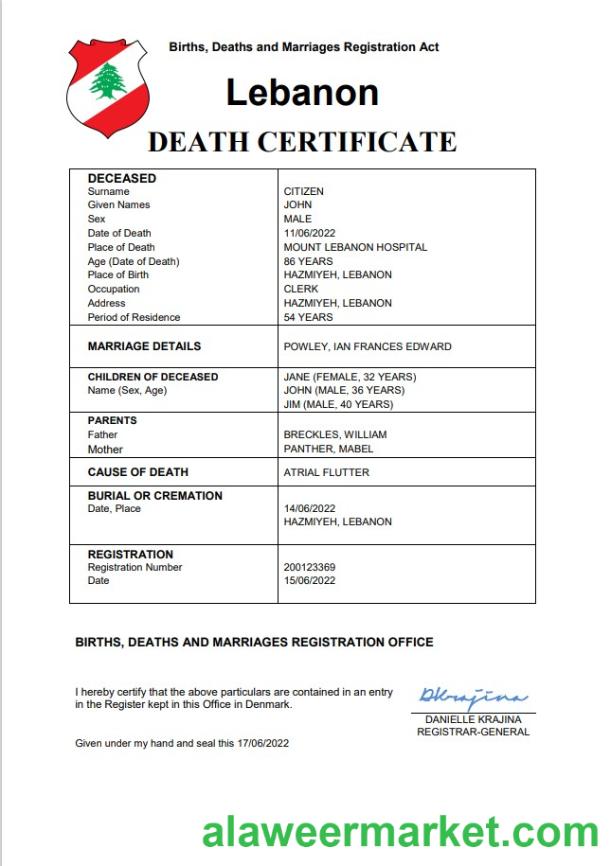 Births, Deaths and Marriages Registration Act
Lebanon
DEATH CERTIFICATE
DECEASED
Surname CITIZEN
Given Names JOHN
Sex MALE
Date of Death 11/06/2022
Place of Death MOUNT LEBANON HOSPITAL
Age (Date of Death) 86 YEARS
Place of Birth HAZMIYEH, LEBANON
Occupation CLERK
Address HAZMIYEH, LEBANON
Period of Residence 54 YEARS
MARRIAGE DETAILS POWLEY, IAN FRANCES EDWARD
CHILDREN OF DECEASED JANE (FEMALE, 32 YEARS)
Name (Sex, Age) JOHN (MALE, 36 YEARS)
JIM (MALE, 40 YEARS)
PARENTS
Father BRECKLES, WILLIAM
Mother PANTHER, MABEL
CAUSE OF DEATH ATRIAL FLUTTER
BURIAL OR CREMATION
Date, Place 14/06/2022
HAZMIYEH, LEBANON
REGISTRATION
Registration Number 200123369
Date 15/06/2022
BIRTHS, DEATHS AND MARRIAGES REGISTRATION OFFICE
I hereby certify that the above particulars are contained in an entry
in the Register kept in this Office in Denmark.
DKrajina
DANIELLE KRAJINA
REGISTRAR-GENERAL
Given under my hand and seal this 17/06/2022
alaweermarket.com